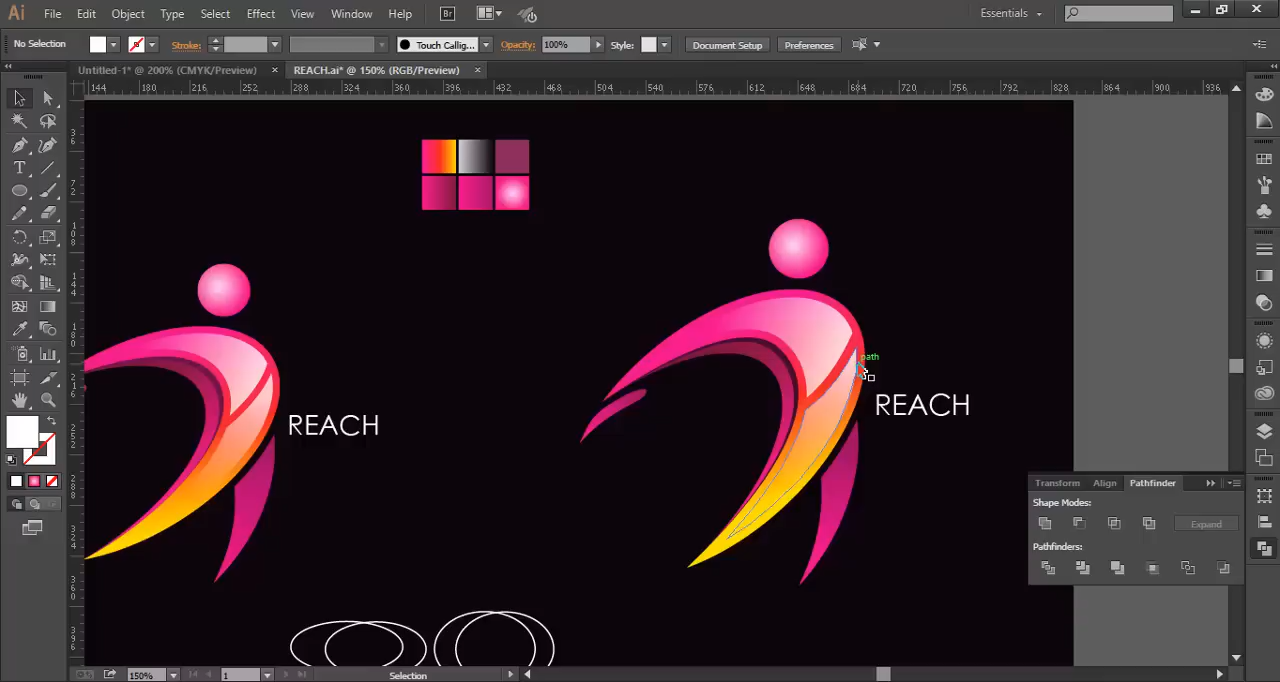 Ai File Edit Object Type Select Effect View Window Help Br Essentials
No Selection Stroke: Touch Callig... Opacity: 100% Style: Document Setup Preferences
Untitled-1* @ 200% (CMYK/Preview) × REACH.ai* @ 150% (RGB/Preview) ×
144 180 216 252 288 324 360 396 432 504 540 576 612 648 684 720 756 792 828 864 900 936
path
REACH
REACH
Transform Align Pathfinder
Shape Modes:
Expand
Pathfinders:
150% 1 Selection